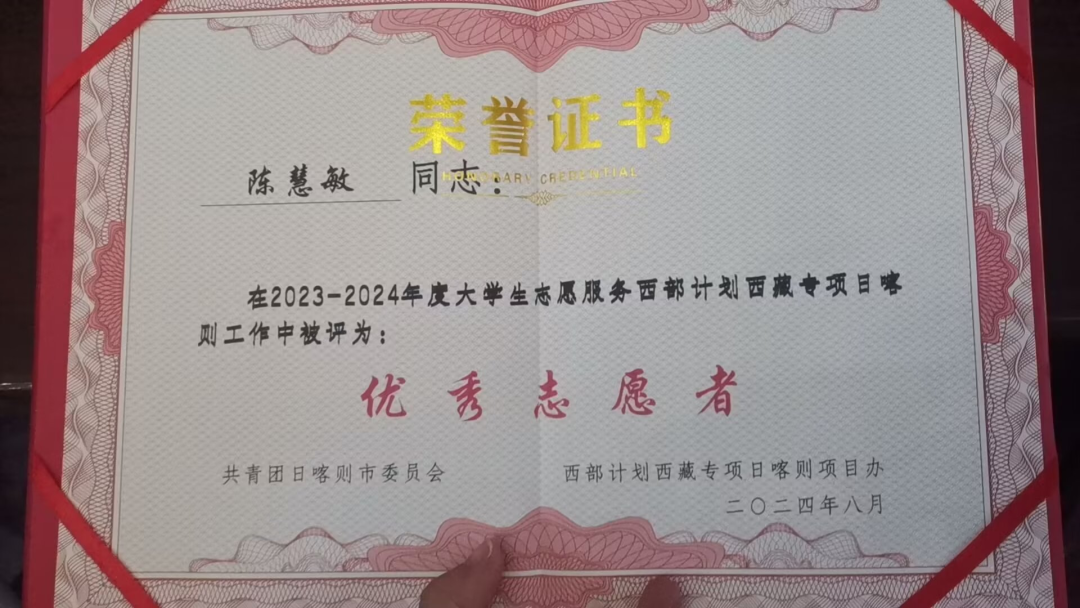 荣誉证书
HONORARY CREDENTIAL
陈慧敏 同志：
在2023-2024年度大学生志愿服务西部计划西藏专项日喀
则工作中被评为：
优秀志愿者
共青团日喀则市委员会 西部计划西藏专项日喀则项目办
二〇二四年八月